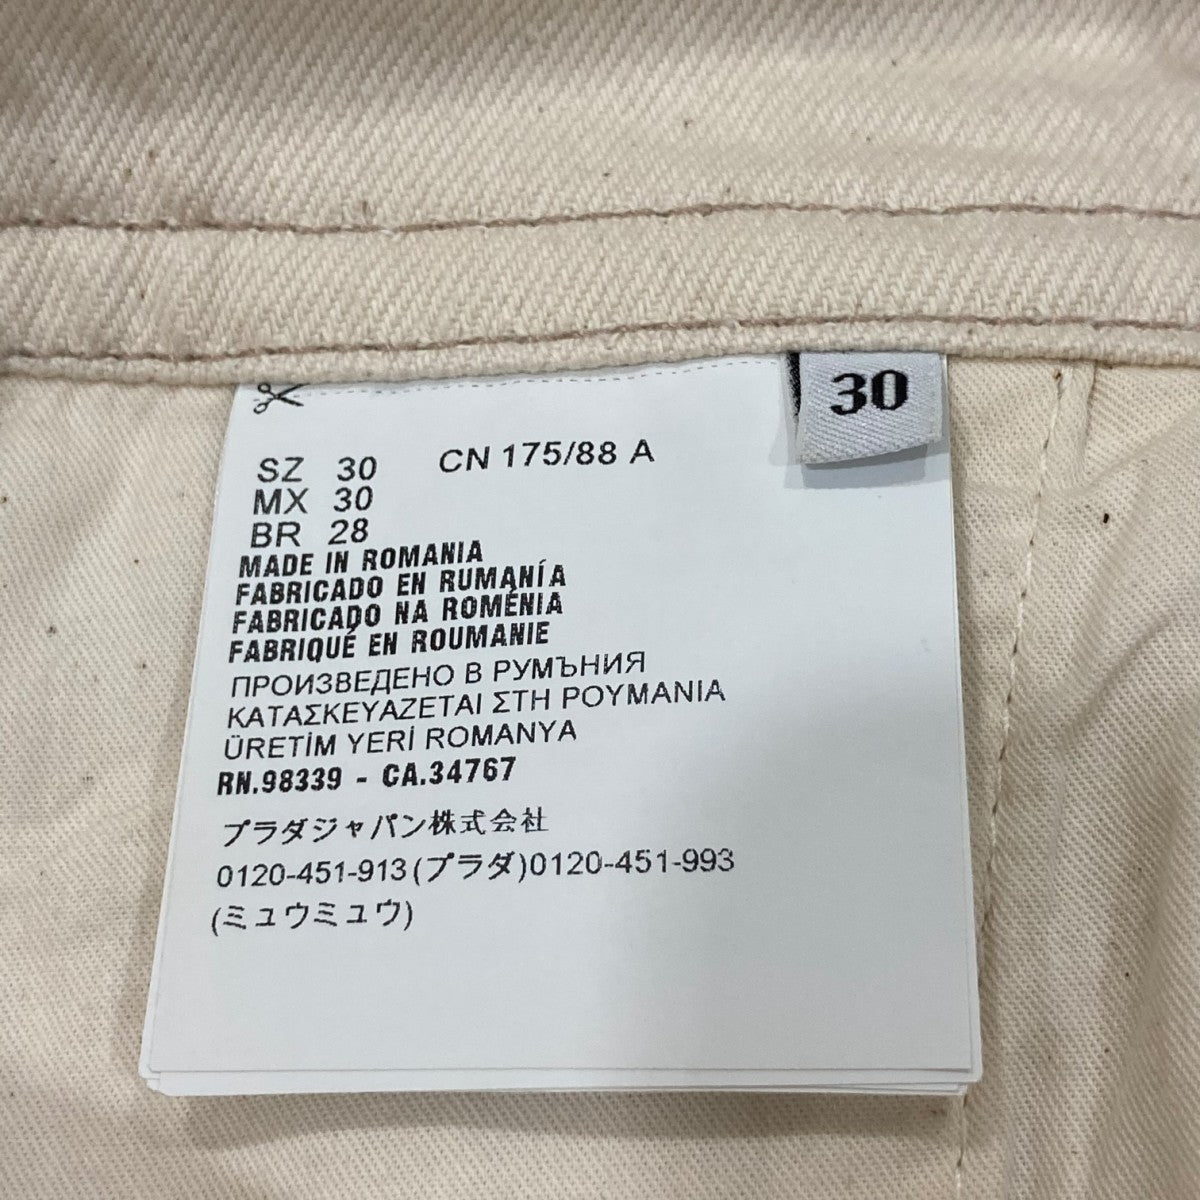 30
SZ 30 CN 175/88 A
MX 30
BR 28
MADE IN ROMANIA
FABRICADO EN RUMANÍA
FABRICADO NA ROMÉNIA
FABRIQUÉ EN ROUMANIE
ПРОИЗВЕДЕНО В РУМЪНИЯ
ΚΑΤΑΣΚΕΥΑΖΕΤΑΙ ΣΤΗ ΡΟΥΜΑΝΙΑ
ÜRETİM YERİ ROMANYA
RN.98339 - CA.34767
プラダジャパン株式会社
0120-451-913(プラダ)0120-451-993
(ミュウミュウ)